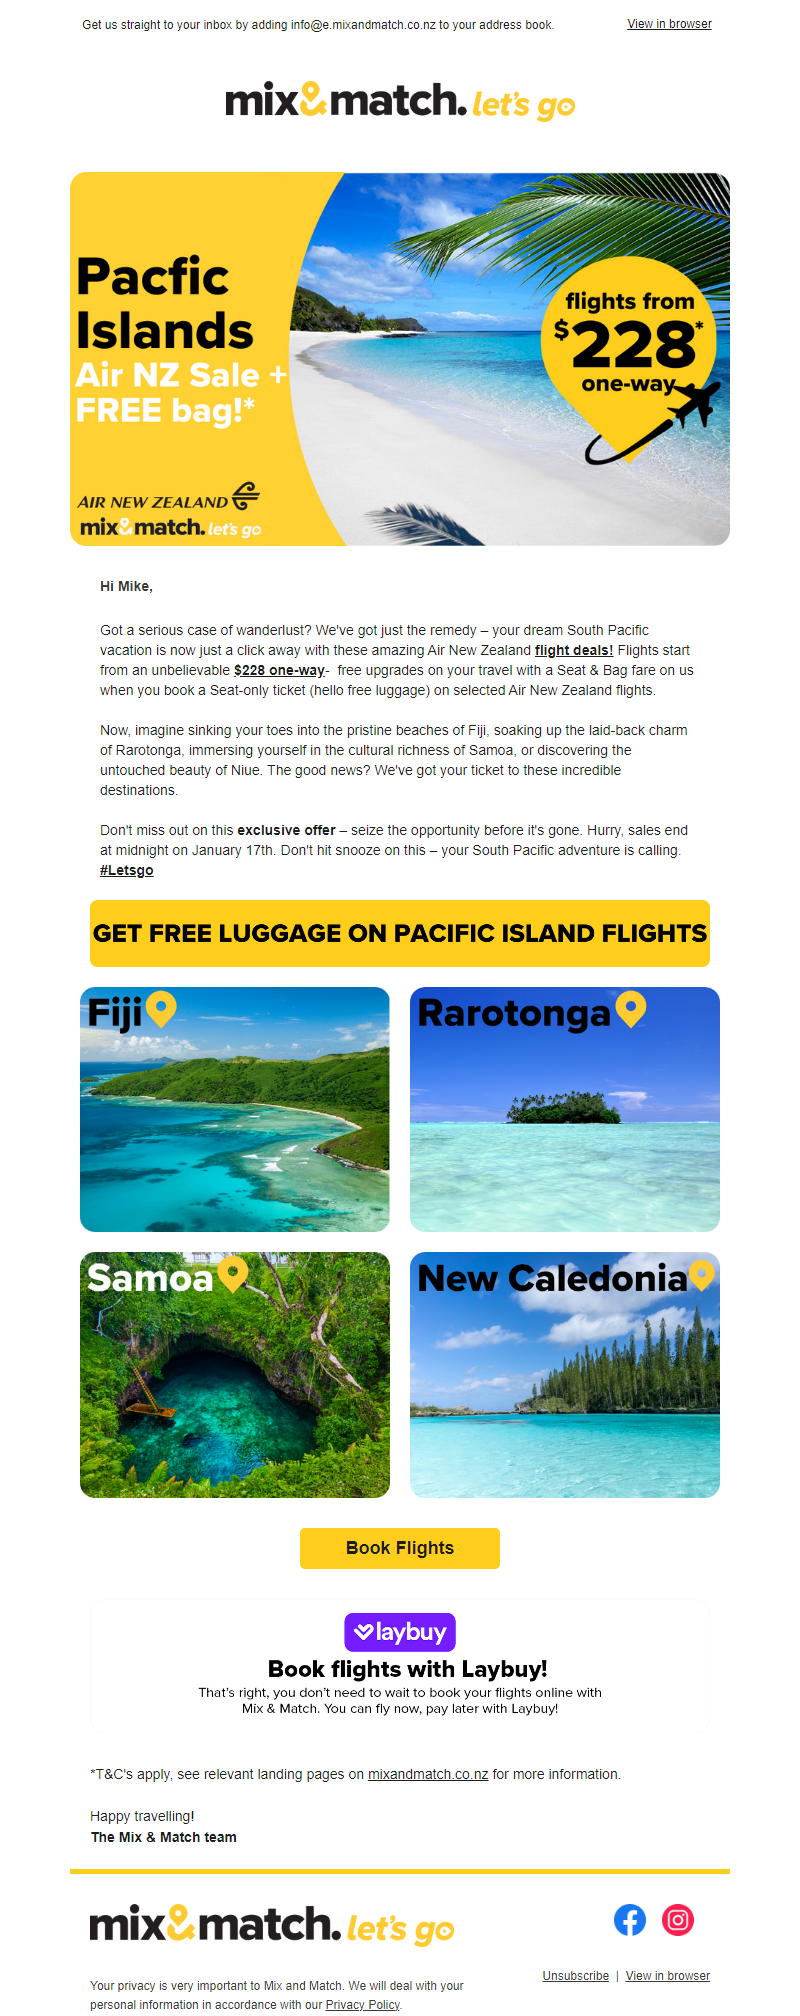 Get us straight to your inbox by adding info@e.mixandmatch.co.nz to your address book.
View in browser
mix&match. let's go
Pacfic
Islands
Air NZ Sale +
FREE bag!*
flights from
$228*
one-way
AIR NEW ZEALAND
mix&match. let's go
Hi Mike,
Got a serious case of wanderlust? We've got just the remedy – your dream South Pacific
vacation is now just a click away with these amazing Air New Zealand flight deals! Flights start
from an unbelievable $228 one-way-  free upgrades on your travel with a Seat & Bag fare on us
when you book a Seat-only ticket (hello free luggage) on selected Air New Zealand flights.
Now, imagine sinking your toes into the pristine beaches of Fiji, soaking up the laid-back charm
of Rarotonga, immersing yourself in the cultural richness of Samoa, or discovering the
untouched beauty of Niue. The good news? We've got your ticket to these incredible
destinations.
Don't miss out on this exclusive offer – seize the opportunity before it's gone. Hurry, sales end
at midnight on January 17th. Don't hit snooze on this – your South Pacific adventure is calling.
#Letsgo
GET FREE LUGGAGE ON PACIFIC ISLAND FLIGHTS
Fiji
Rarotonga
Samoa
New Caledonia
Book Flights
laybuy
Book flights with Laybuy!
That's right, you don't need to wait to book your flights online with
Mix & Match. You can fly now, pay later with Laybuy!
*T&C's apply, see relevant landing pages on mixandmatch.co.nz for more information.
Happy travelling!
The Mix & Match team
mix&match. let's go
Unsubscribe | View in browser
Your privacy is very important to Mix and Match. We will deal with your
personal information in accordance with our Privacy Policy.